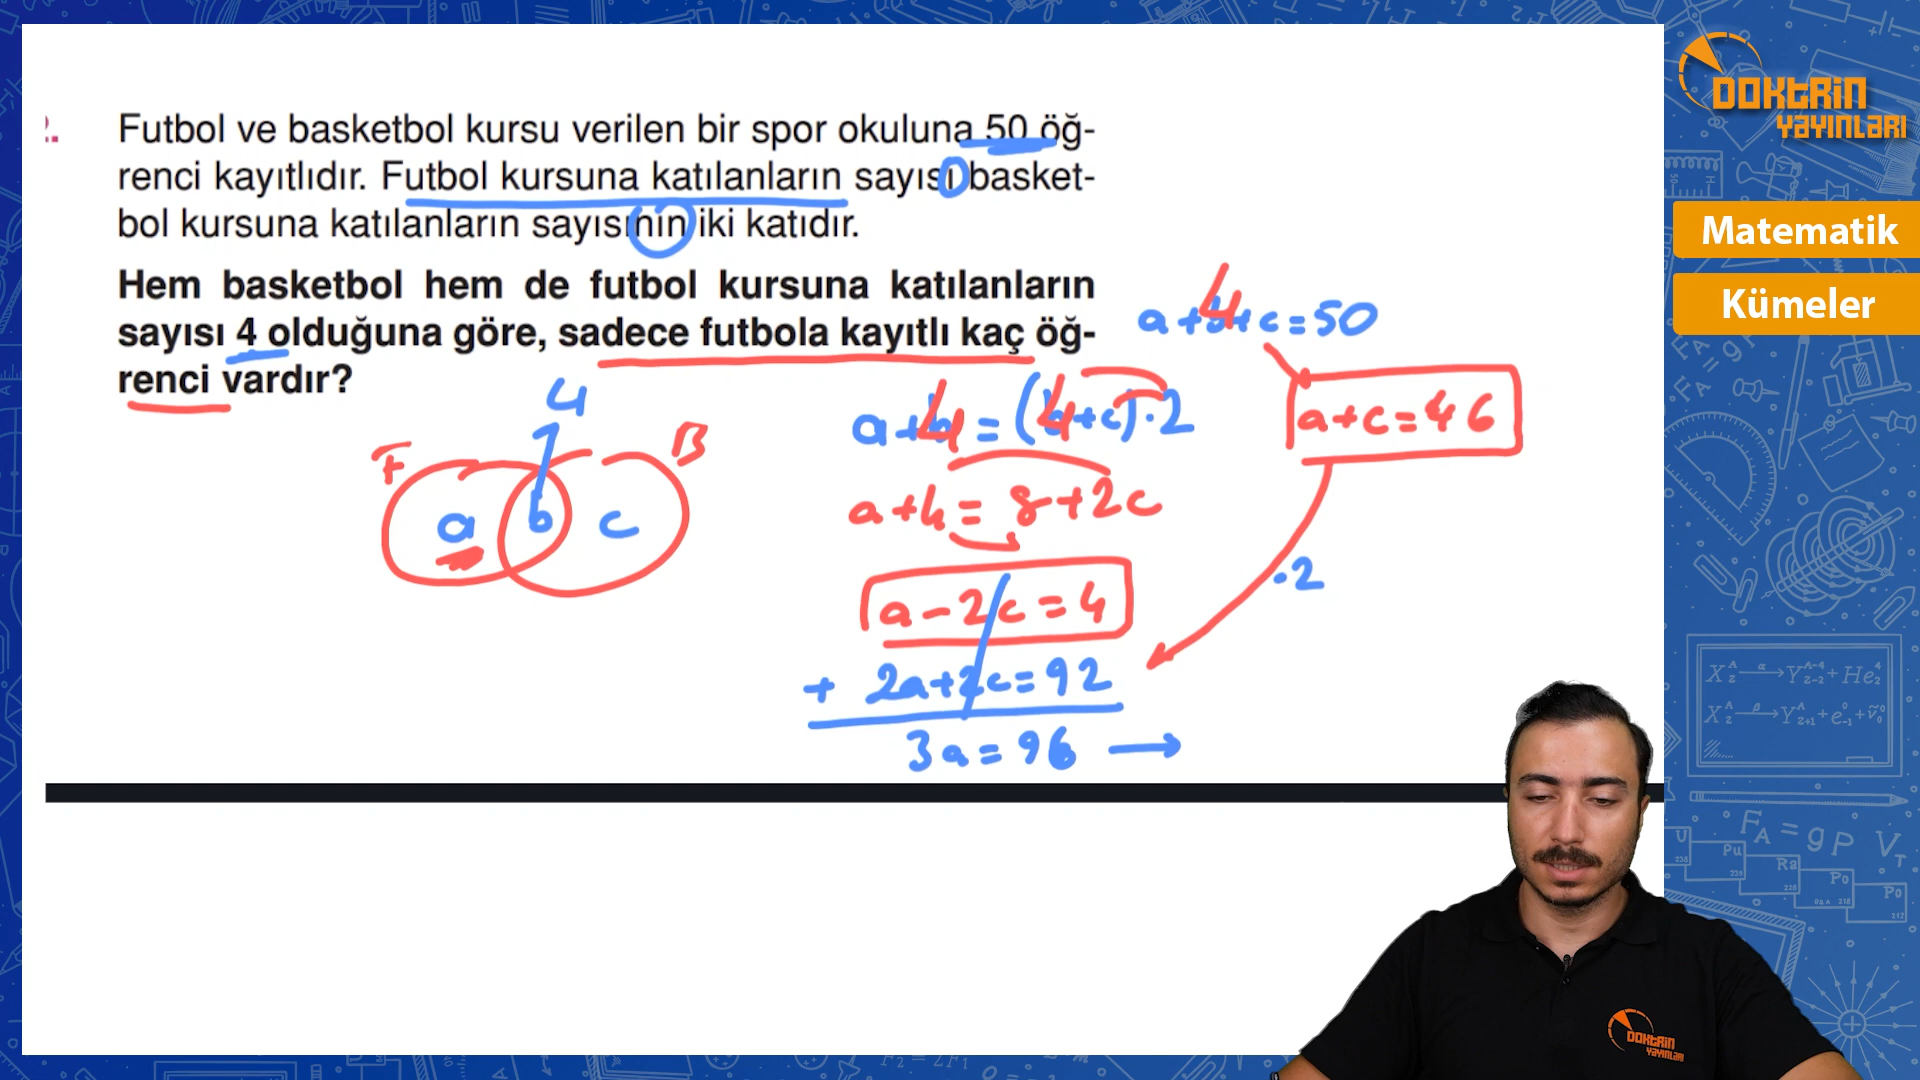 2.
Futbol ve basketbol kursu verilen bir spor okuluna 50 öğ-
renci kayıtlıdır. Futbol kursuna katılanların sayısı basket-
bol kursuna katılanların sayısının iki katıdır.
Hem basketbol hem de futbol kursuna katılanların
sayısı 4 olduğuna göre, sadece futbola kayıtlı kaç öğ-
renci vardır?
4
F
B
a
b
c
a+4+c=50
a+c=46
a+4=(4+c).2
a+4=8+2c
a-2c=4
.2
+ 2a+2c=92
3a=96 →
DOKTRİN
YAYINLARI
Matematik
Kümeler
DOKTRİN
YAYINLARI